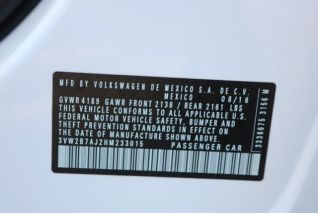 MFD BY VOLKSWAGEN DE MEXICO S.A. DE C.V.
MEXICO 08/16
GVWR 4189 GAWR FRONT 2138 / REAR 2161 LBS
THIS VEHICLE CONFORMS TO ALL APPLICABLE U.S.
FEDERAL MOTOR VEHICLE SAFETY, BUMPER, AND
THEFT PREVENTION STANDARDS IN EFFECT ON THE
DATE OF MANUFACTURE SHOWN ABOVE.
3VW2B7AJ2HM233015
PASSENGER CAR
3338675 3156 M